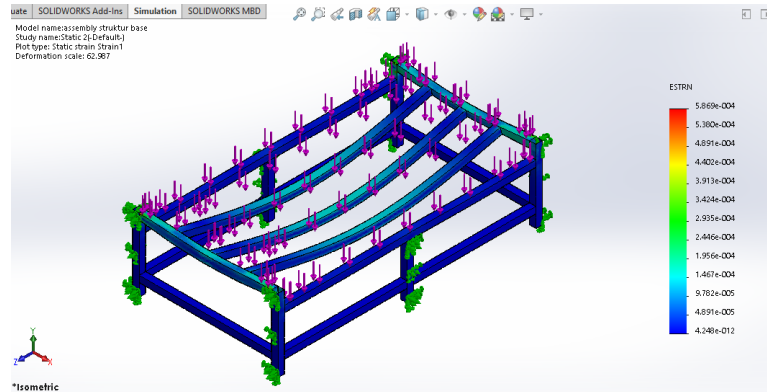 uate SOLIDWORKS Add-Ins Simulation SOLIDWORKS MBD
Model name:assembly struktur base
Study name:Static 2(-Default-)
Plot type: Static strain Strain1
Deformation scale: 62.987
ESTRN
5.869e-004
5.380e-004
4.891e-004
4.402e-004
3.913e-004
3.424e-004
2.935e-004
2.446e-004
1.956e-004
1.467e-004
9.782e-005
4.891e-005
4.248e-012
Y
Z
X
*Isometric